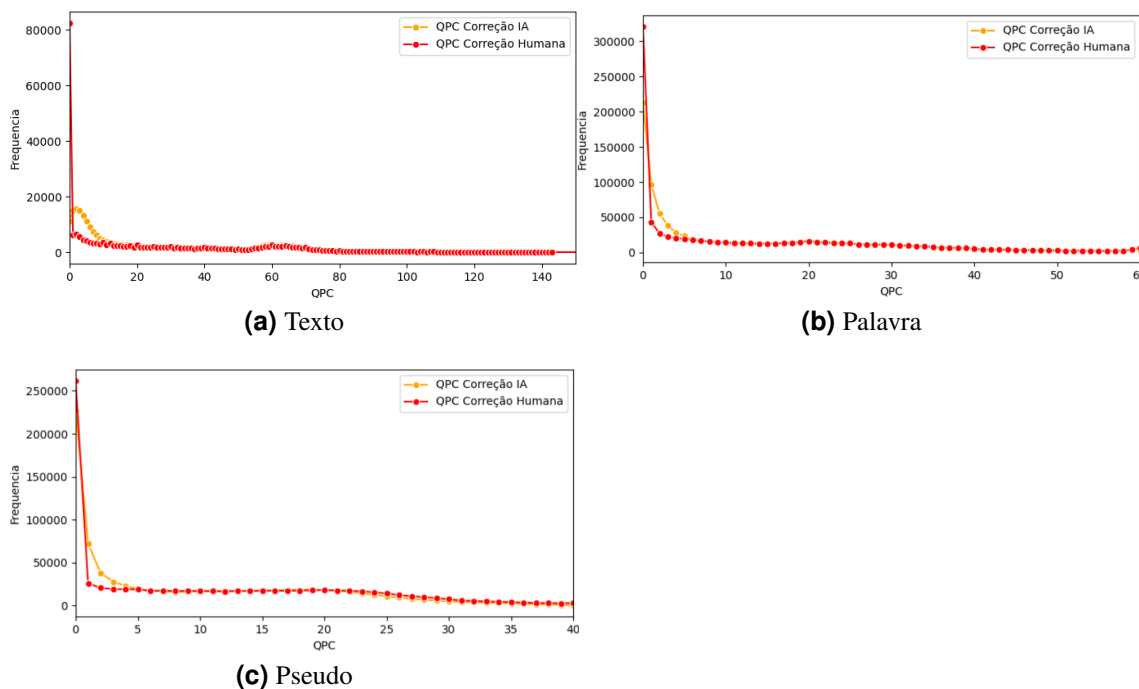 80000
60000
40000
20000
0
Frequencia
QPC Correção IA
QPC Correção Humana
0 20 40 60 80 100 120 140
QPC
(a) Texto
300000
250000
200000
150000
100000
50000
0
Frequencia
QPC Correção IA
QPC Correção Humana
0 10 20 30 40 50
QPC
(b) Palavra
250000
200000
150000
100000
50000
0
Frequencia
QPC Correção IA
QPC Correção Humana
0 5 10 15 20 25 30 35 40
QPC
(c) Pseudo